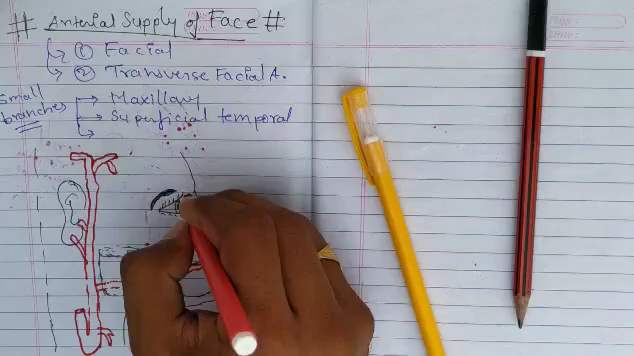 # Arterial Supply of Face #
① Facial
② Transverse Facial A.
Small branches
Maxillary
Superficial temporal